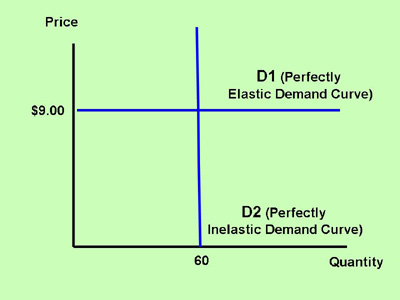 Price
D1 (Perfectly
Elastic Demand Curve)
$9.00
D2 (Perfectly
Inelastic Demand Curve)
60
Quantity